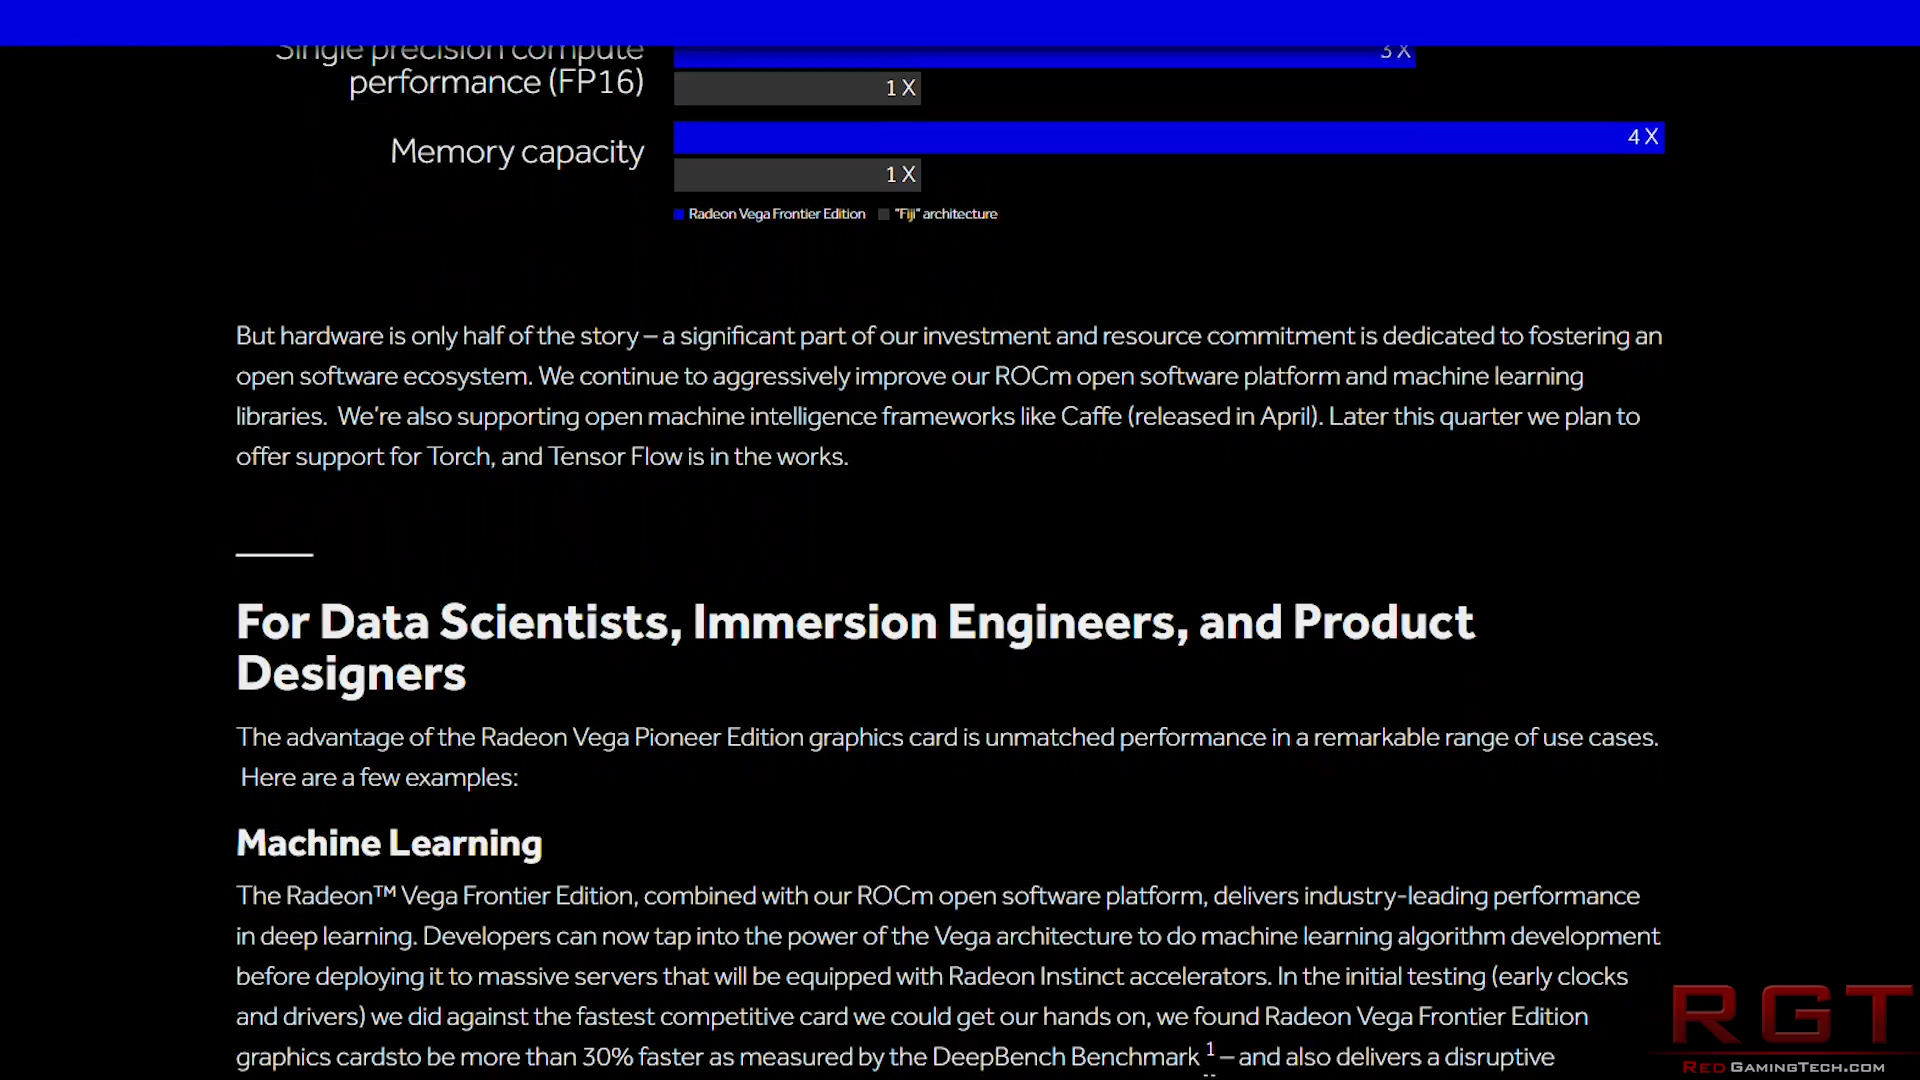 Single precision compute
performance (FP16)
3 X
1 X
Memory capacity
4 X
1 X
Radeon Vega Frontier Edition "Fiji" architecture
But hardware is only half of the story – a significant part of our investment and resource commitment is dedicated to fostering an
open software ecosystem. We continue to aggressively improve our ROCm open software platform and machine learning
libraries. We're also supporting open machine intelligence frameworks like Caffe (released in April). Later this quarter we plan to
offer support for Torch, and Tensor Flow is in the works.
For Data Scientists, Immersion Engineers, and Product
Designers
The advantage of the Radeon Vega Pioneer Edition graphics card is unmatched performance in a remarkable range of use cases.
Here are a few examples:
Machine Learning
The Radeon™ Vega Frontier Edition, combined with our ROCm open software platform, delivers industry-leading performance
in deep learning. Developers can now tap into the power of the Vega architecture to do machine learning algorithm development
before deploying it to massive servers that will be equipped with Radeon Instinct accelerators. In the initial testing (early clocks
and drivers) we did against the fastest competitive card we could get our hands on, we found Radeon Vega Frontier Edition
graphics cardsto be more than 30% faster as measured by the DeepBench Benchmark 1 – and also delivers a disruptive
RGT
RED GAMINGTECH.COM